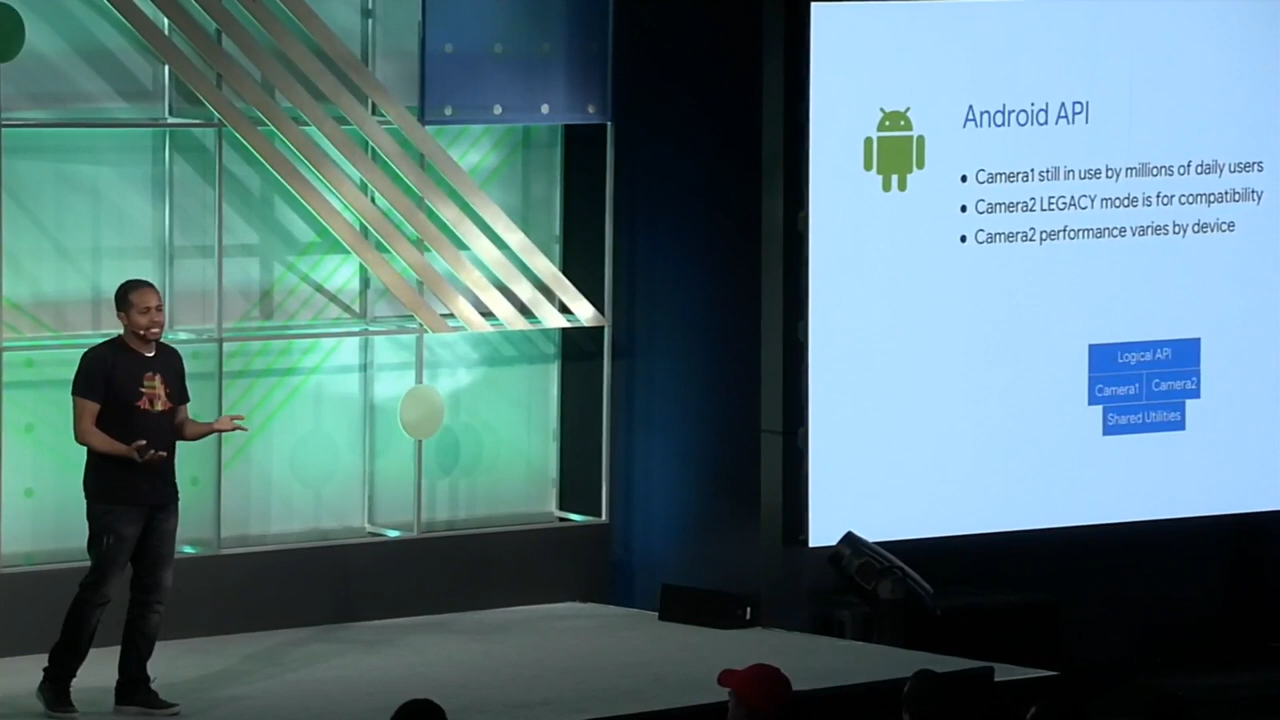 Android API
• Camera1 still in use by millions of daily users
• Camera2 LEGACY mode is for compatibility
• Camera2 performance varies by device
Logical API
Camera1 Camera2
Shared Utilities